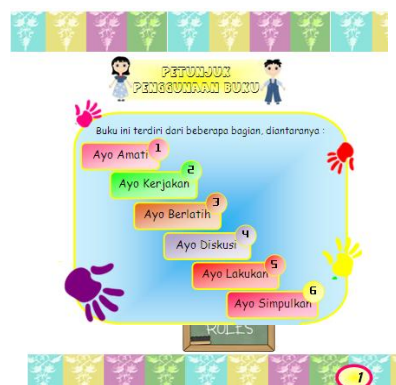 PETUNJUK
PENGGUNAAN BUKU
Buku ini terdiri dari beberapa bagian, diantaranya :
Ayo Amati 1
Ayo Kerjakan 2
Ayo Berlatih 3
Ayo Diskusi 4
Ayo Lakukan 5
Ayo Simpulkan 6
RULES
1